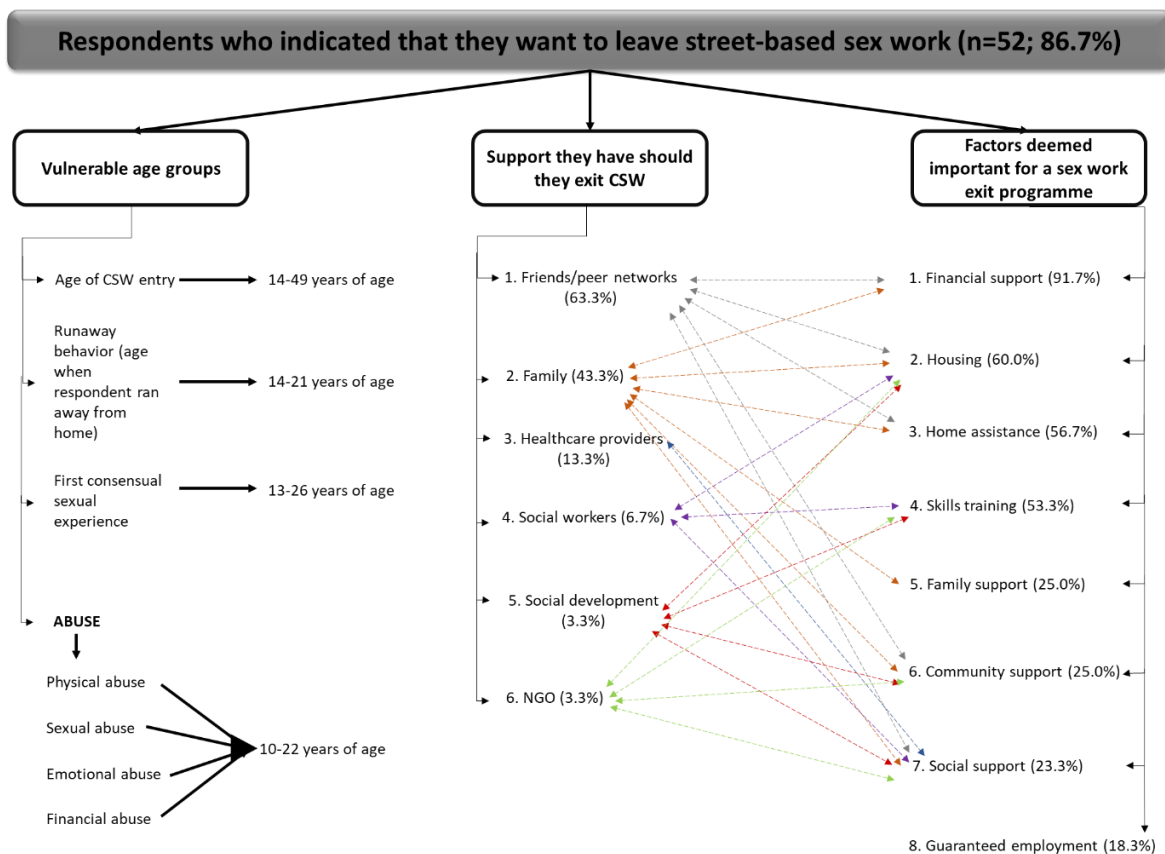 Respondents who indicated that they want to leave street-based sex work (n=52; 86.7%)
Vulnerable age groups
Age of CSW entry
14-49 years of age
Runaway
behavior (age
when
respondent ran
away from
home)
14-21 years of age
First consensual
sexual
experience
13-26 years of age
ABUSE
Physical abuse
Sexual abuse
Emotional abuse
Financial abuse
10-22 years of age
Support they have should
they exit CSW
1. Friends/peer networks
(63.3%)
2. Family (43.3%)
3. Healthcare providers
(13.3%)
4. Social workers (6.7%)
5. Social development
(3.3%)
6. NGO (3.3%)
Factors deemed
important for a sex work
exit programme
1. Financial support (91.7%)
2. Housing (60.0%)
3. Home assistance (56.7%)
4. Skills training (53.3%)
5. Family support (25.0%)
6. Community support (25.0%)
7. Social support (23.3%)
8. Guaranteed employment (18.3%)